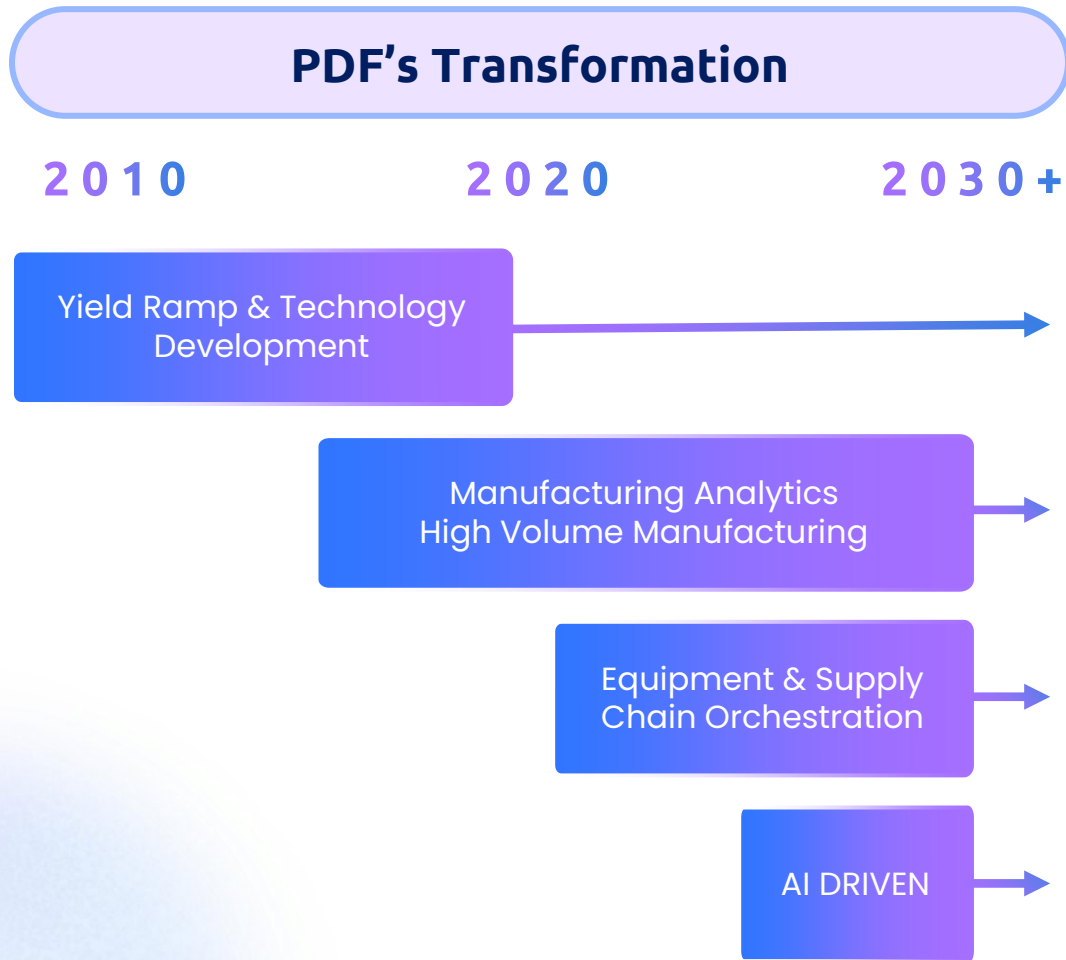 PDF’s Transformation
2010 2020 2030+
Yield Ramp & Technology
Development
Manufacturing Analytics
High Volume Manufacturing
Equipment & Supply
Chain Orchestration
AI DRIVEN